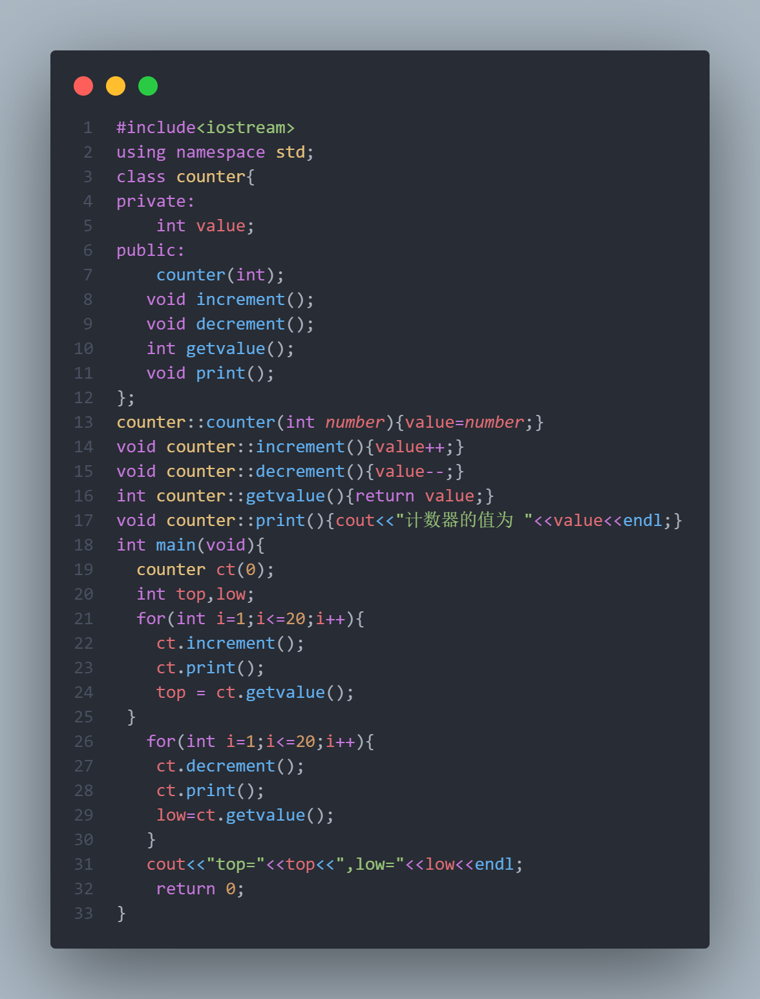 1 #include<iostream>
2 using namespace std;
3 class counter{
4 private:
5     int value;
6 public:
7     counter(int);
8    void increment();
9    void decrement();
10    int getvalue();
11    void print();
12 };
13 counter::counter(int number){value=number;}
14 void counter::increment(){value++;}
15 void counter::decrement(){value--;}
16 int counter::getvalue(){return value;}
17 void counter::print(){cout<<"计数器的值为 "<<value<<endl;}
18 int main(void){
19   counter ct(0);
20   int top,low;
21   for(int i=1;i<=20;i++){
22     ct.increment();
23     ct.print();
24     top = ct.getvalue();
25  }
26    for(int i=1;i<=20;i++){
27     ct.decrement();
28     ct.print();
29     low=ct.getvalue();
30    }
31    cout<<"top="<<top<<",low="<<low<<endl;
32     return 0;
33 }